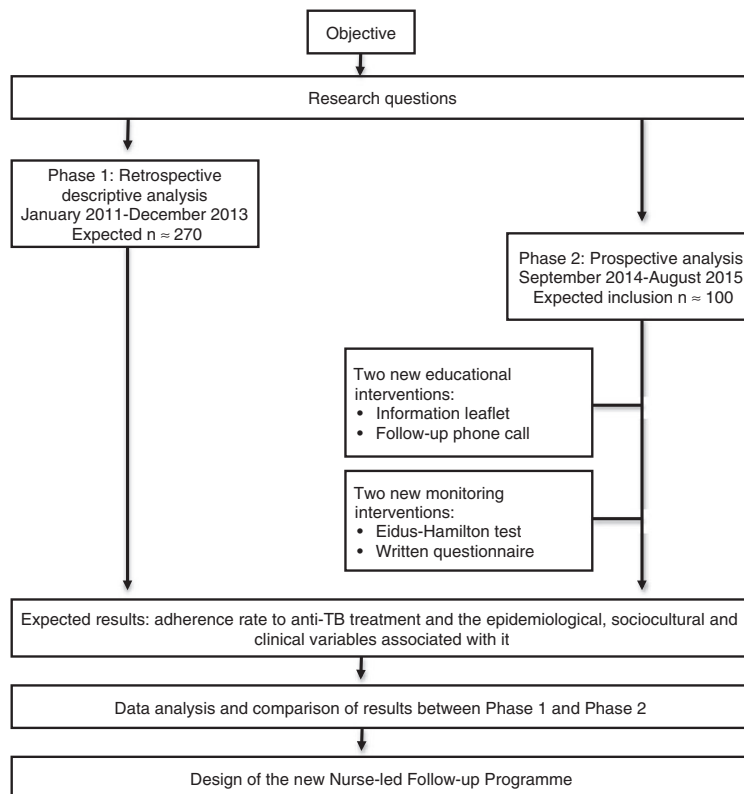 Objective
Research questions
Phase 1: Retrospective
descriptive analysis
January 2011-December 2013
Expected n ≈ 270
Phase 2: Prospective analysis
September 2014-August 2015
Expected inclusion n ≈ 100
Two new educational
interventions:
• Information leaflet
• Follow-up phone call
Two new monitoring
interventions:
• Eidus-Hamilton test
• Written questionnaire
Expected results: adherence rate to anti-TB treatment and the epidemiological, sociocultural and
clinical variables associated with it
Data analysis and comparison of results between Phase 1 and Phase 2
Design of the new Nurse-led Follow-up Programme